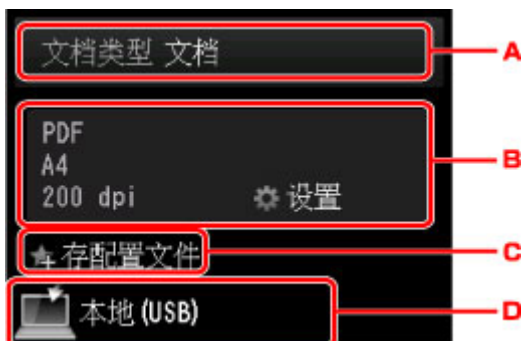 文档类型 文档 A
PDF
A4 B
200 dpi 设置
存配置文件 C
本地(USB) D